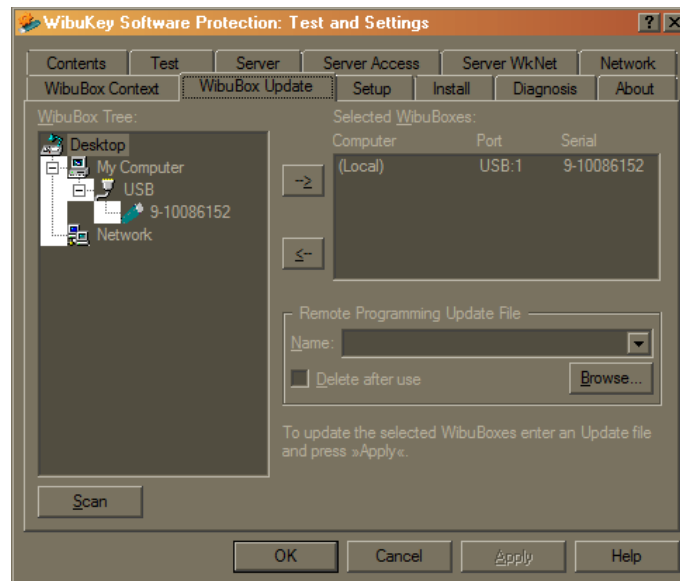 WibuKey Software Protection: Test and Settings
Contents Test Server Server Access Server WkNet Network
WibuBox Context WibuBox Update Setup Install Diagnosis About
WibuBox Tree:
Desktop
My Computer
USB
9-10086152
Network
Scan
Selected WibuBoxes:
Computer Port Serial
(Local) USB:1 9-10086152
-->
<--
Remote Programming Update File
Name:
Delete after use Browse...
To update the selected WibuBoxes enter an Update file
and press »Apply«.
OK Cancel Apply Help